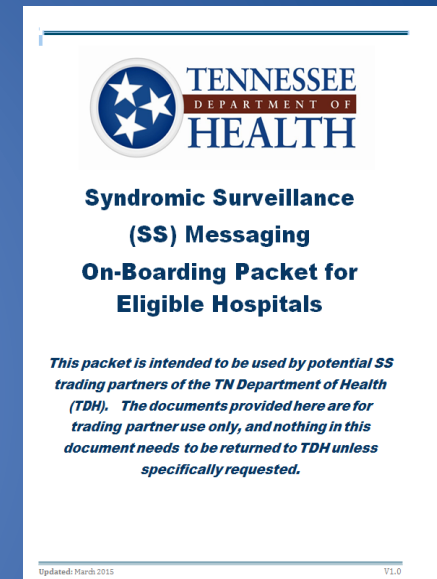 TENNESSEE
DEPARTMENT OF
HEALTH
Syndromic Surveillance
(SS) Messaging
On-Boarding Packet for
Eligible Hospitals
This packet is intended to be used by potential SS
trading partners of the TN Department of Health
(TDH). The documents provided here are for
trading partner use only, and nothing in this
document needs to be returned to TDH unless
specifically requested.
Updated: March 2015 V1.0